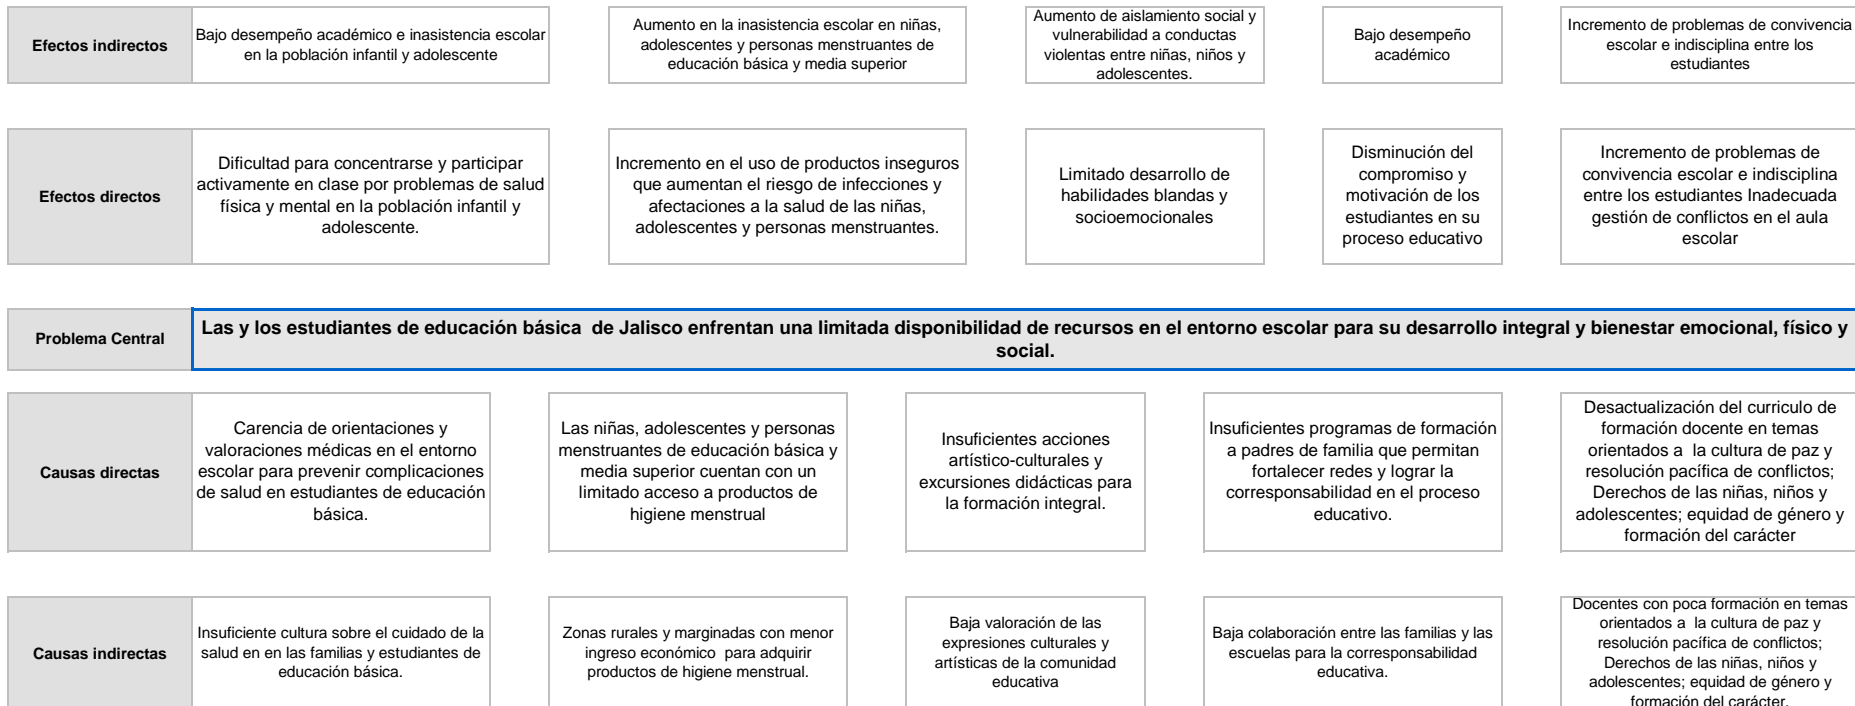 Efectos indirectos
Bajo desempeño académico e inasistencia escolar
en la población infantil y adolescente
Aumento en la inasistencia escolar en niñas,
adolescentes y personas menstruantes de
educación básica y media superior
Aumento de aislamiento social y
vulnerabilidad a conductas
violentas entre niñas, niños y
adolescentes.
Bajo desempeño
académico
Incremento de problemas de convivencia
escolar e indisciplina entre los
estudiantes
Efectos directos
Dificultad para concentrarse y participar
activamente en clase por problemas de salud
física y mental en la población infantil y
adolescente.
Incremento en el uso de productos inseguros
que aumentan el riesgo de infecciones y
afectaciones a la salud de las niñas,
adolescentes y personas menstruantes.
Limitado desarrollo de
habilidades blandas y
socioemocionales
Disminución del
compromiso y
motivación de los
estudiantes en su
proceso educativo
Incremento de problemas de
convivencia escolar e indisciplina
entre los estudiantes Inadecuada
gestión de conflictos en el aula
escolar
Problema Central
Las y los estudiantes de educación básica  de Jalisco enfrentan una limitada disponibilidad de recursos en el entorno escolar para su desarrollo integral y bienestar emocional, físico y
social.
Causas directas
Carencia de orientaciones y
valoraciones médicas en el entorno
escolar para prevenir complicaciones
de salud en estudiantes de educación
básica.
Las niñas, adolescentes y personas
menstruantes de educación básica y
media superior cuentan con un
limitado acceso a productos de
higiene menstrual
Insuficientes acciones
artístico-culturales y
excursiones didácticas para
la formación integral.
Insuficientes programas de formación
a padres de familia que permitan
fortalecer redes y lograr la
corresponsabilidad en el proceso
educativo.
Desactualización del curriculo de
formación docente en temas
orientados a  la cultura de paz y
resolución pacífica de conflictos;
Derechos de las niñas, niños y
adolescentes; equidad de género y
formación del carácter
Causas indirectas
Insuficiente cultura sobre el cuidado de la
salud en en las familias y estudiantes de
educación básica.
Zonas rurales y marginadas con menor
ingreso económico  para adquirir
productos de higiene menstrual.
Baja valoración de las
expresiones culturales y
artísticas de la comunidad
educativa
Baja colaboración entre las familias y las
escuelas para la corresponsabilidad
educativa.
Docentes con poca formación en temas
orientados a  la cultura de paz y
resolución pacífica de conflictos;
Derechos de las niñas, niños y
adolescentes; equidad de género y
formación del carácter.